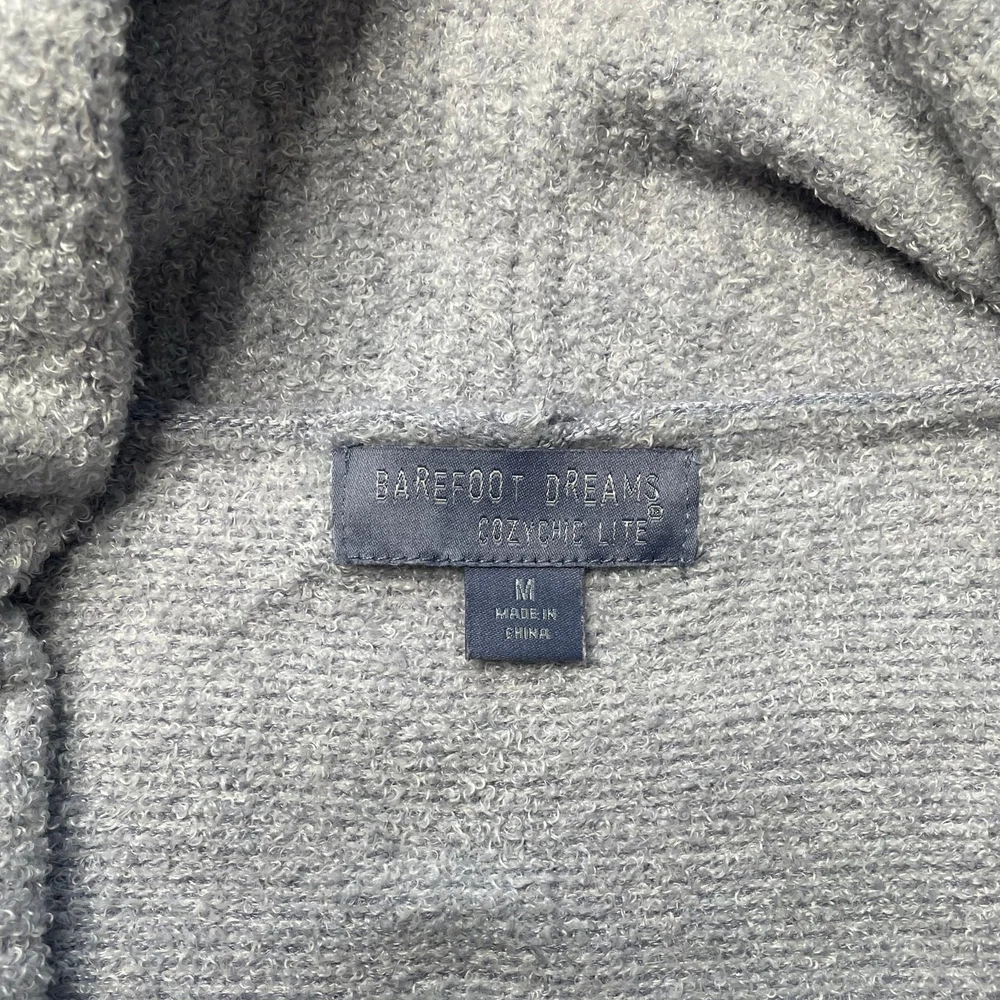 BAREFOOT DREAMS
®
COZYCHIC LITE
M
MADE IN
CHINA